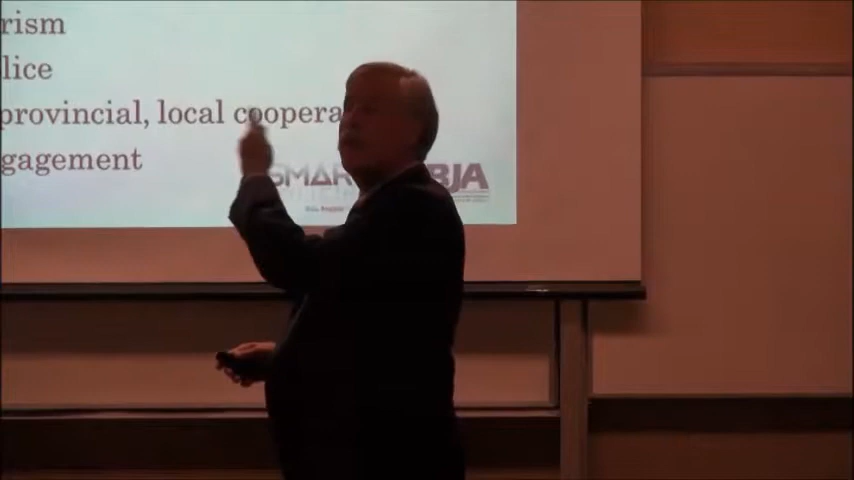 rism
lice
provincial, local coopera
gagement
SMAR BJA